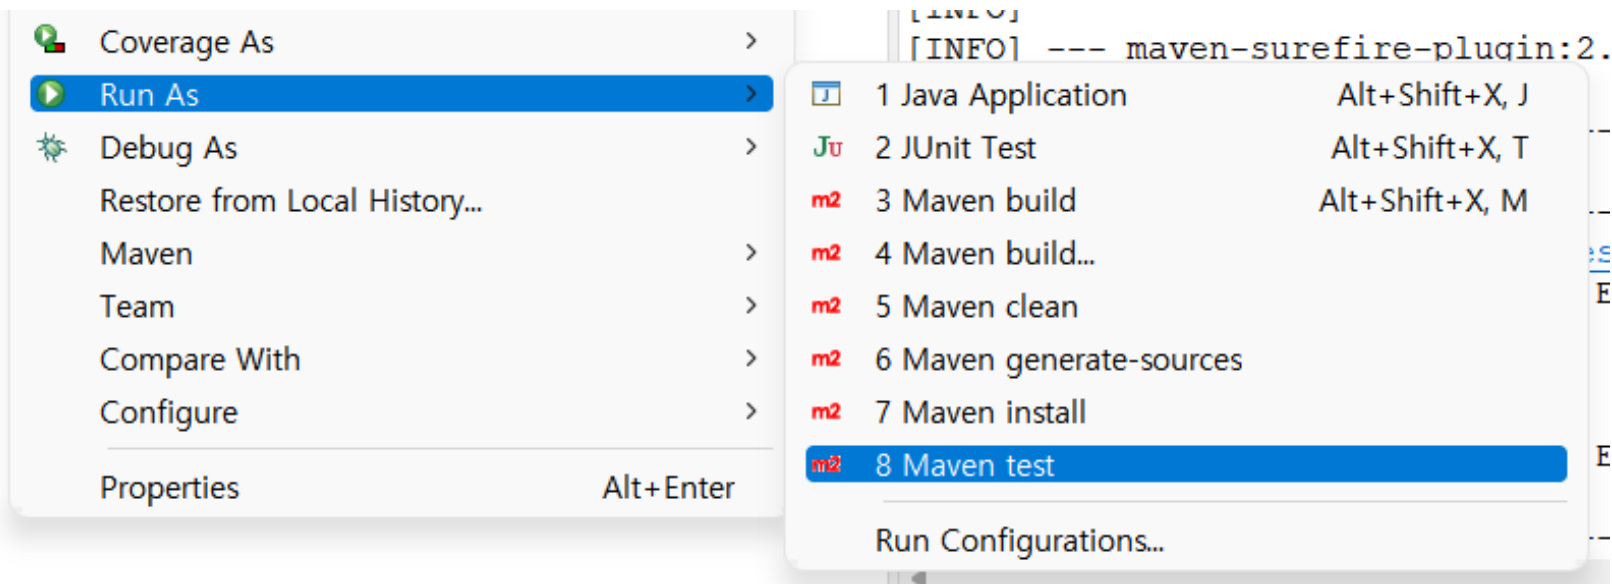 [INFO]
[INFO] --- maven-surefire-plugin:2.
Coverage As
Run As
Debug As
Restore from Local History...
Maven
Team
Compare With
Configure
Properties Alt+Enter
1 Java Application Alt+Shift+X, J
Ju 2 JUnit Test Alt+Shift+X, T
m2 3 Maven build Alt+Shift+X, M
m2 4 Maven build...
m2 5 Maven clean
m2 6 Maven generate-sources
m2 7 Maven install
m2 8 Maven test
Run Configurations...